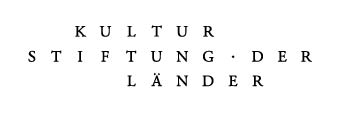 KULTUR
STIFTUNG · DER
LÄNDER